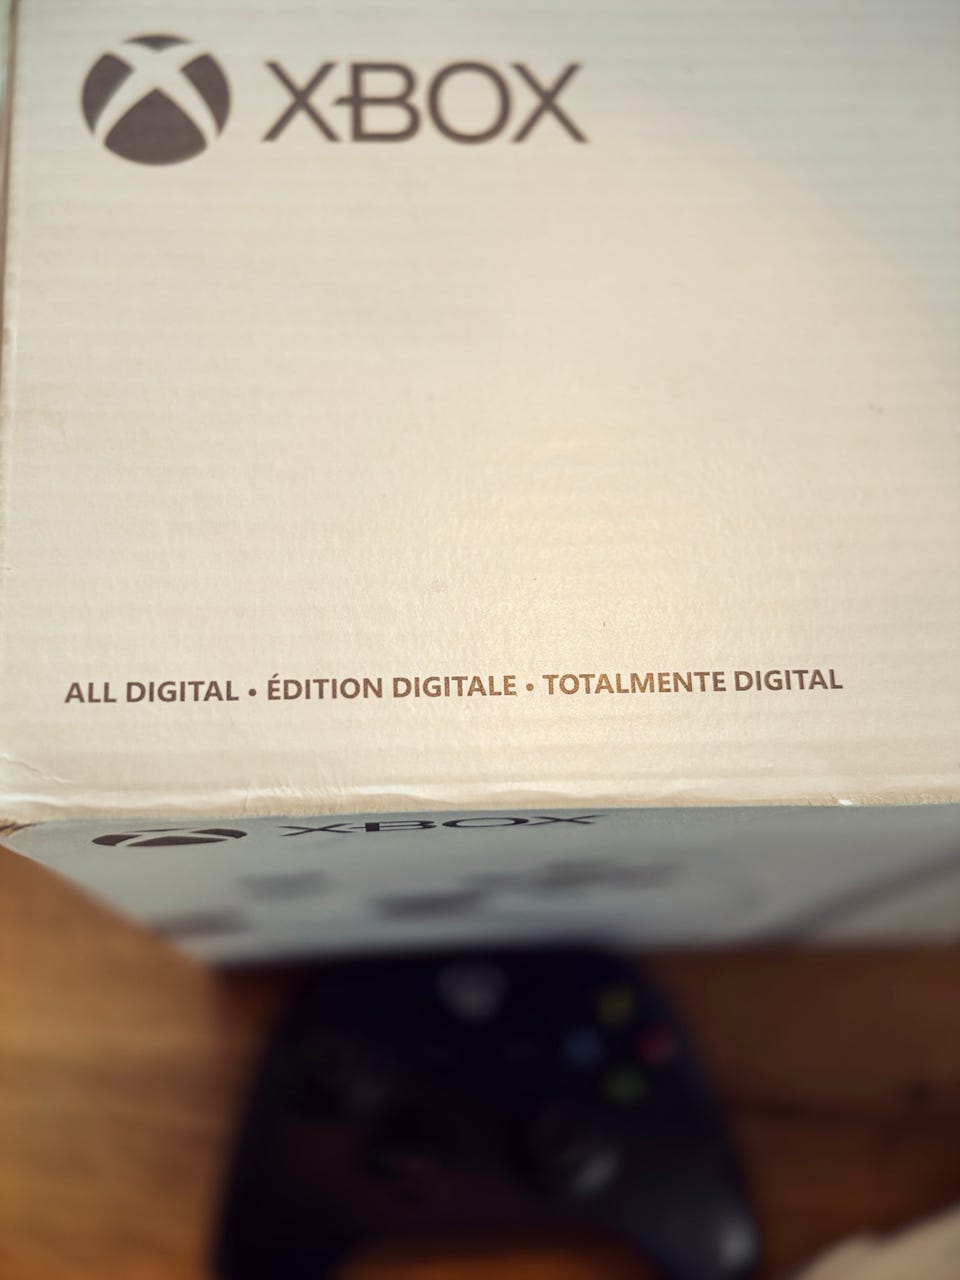 XBOX
ALL DIGITAL • ÉDITION DIGITALE • TOTALMENTE DIGITAL
XBOX